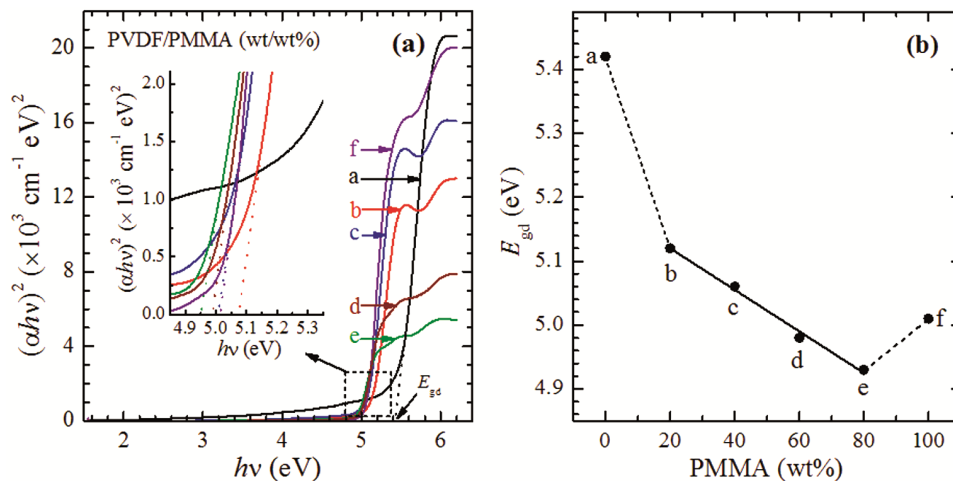 PVDF/PMMA (wt/wt%)
(a)
20
16
12
8
4
0
(αhν)² (×10³ cm⁻¹ eV)²
2
3
4
5
6
hν (eV)
2.0
1.5
1.0
0.5
0.0
(αhν)² (× 10³ cm⁻¹ eV)²
4.9
5.0
5.1
5.2
5.3
hν (eV)
f
a
b
c
d
e
E_gd
(b)
5.4
5.3
5.2
5.1
5.0
4.9
E_gd (eV)
a
b
c
d
e
f
0
20
40
60
80
100
PMMA (wt%)